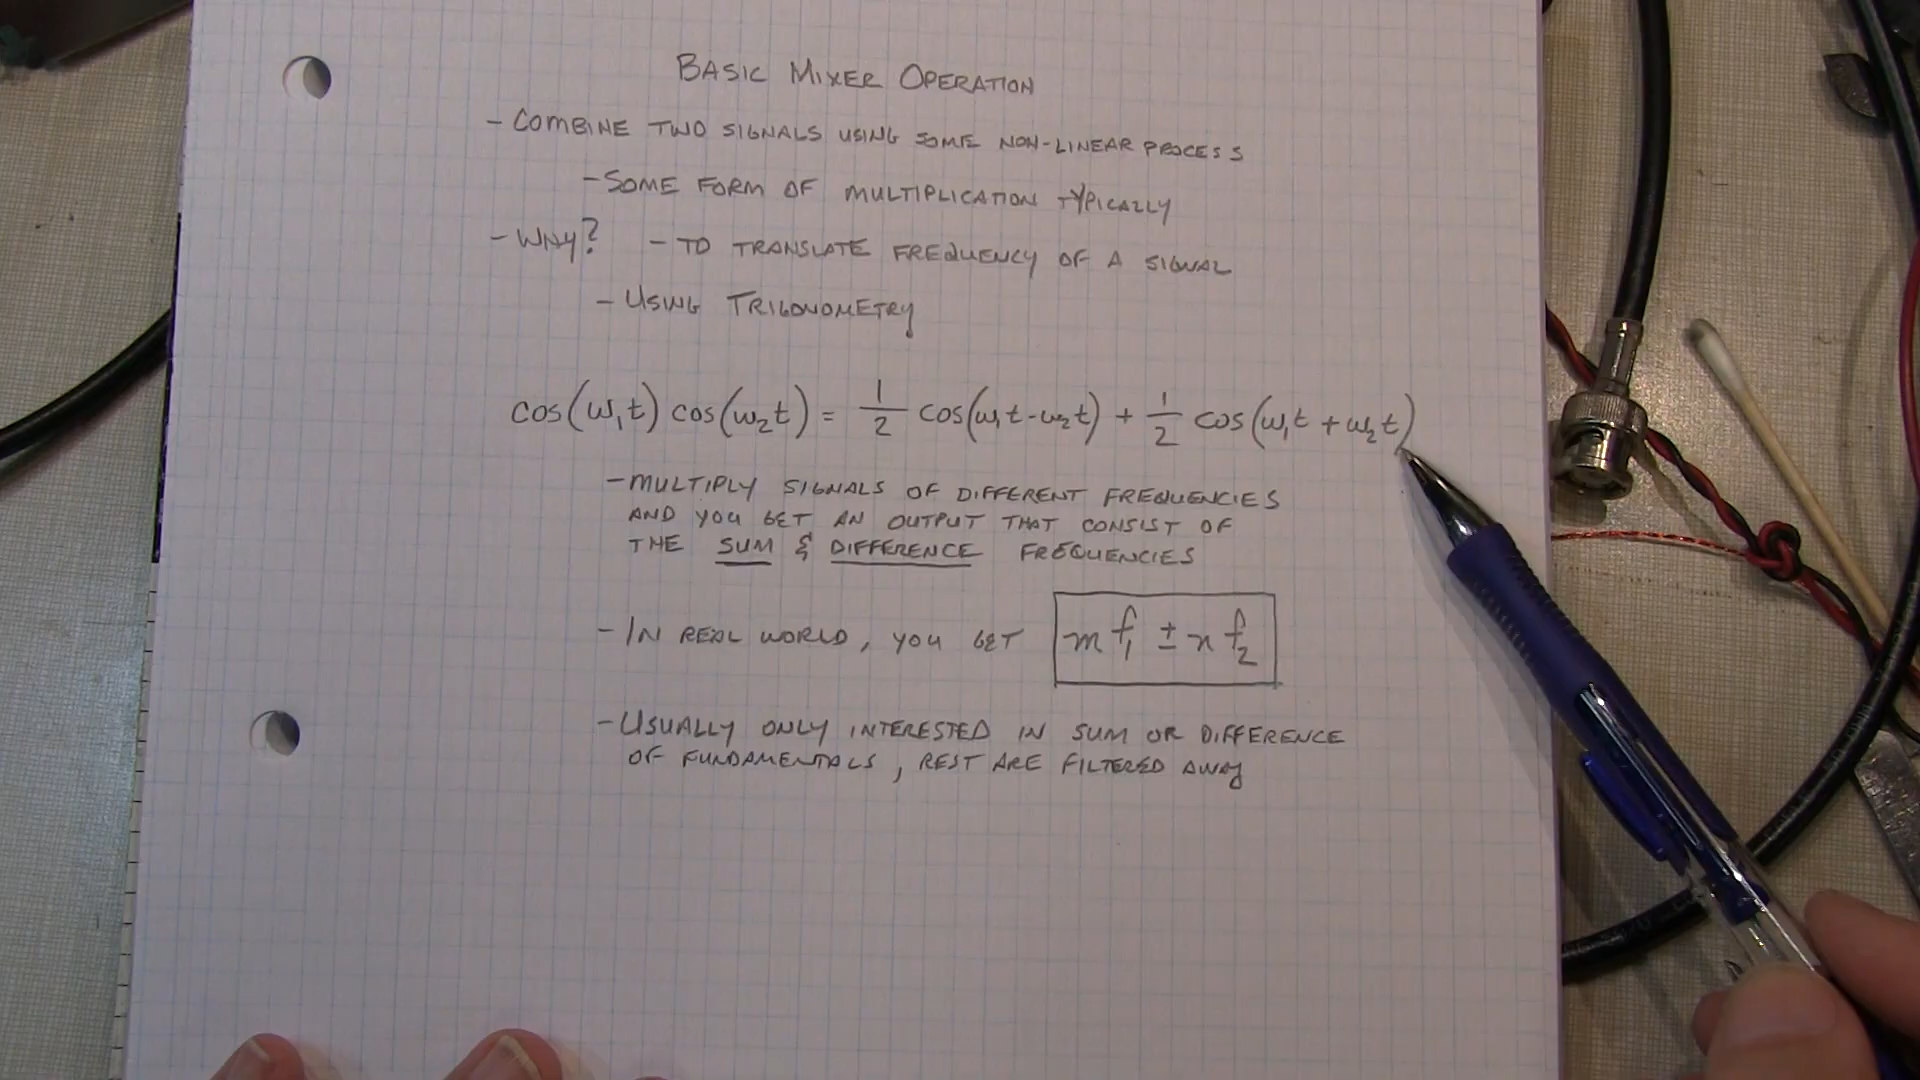 BASIC MIXER OPERATION
- COMBINE TWO SIGNALS USING SOME NON-LINEAR PROCESS
- SOME FORM OF MULTIPLICATION TYPICALLY
- WHY? - TO TRANSLATE FREQUENCY OF A SIGNAL
- USING TRIGONOMETRY
cos(ω₁t) cos(ω₂t) = 1/2 cos(ω₁t-ω₂t) + 1/2 cos(ω₁t + ω₂t)
- MULTIPLY SIGNALS OF DIFFERENT FREQUENCIES
AND YOU GET AN OUTPUT THAT CONSIST OF
THE SUM & DIFFERENCE FREQUENCIES
- IN REAL WORLD, YOU GET m f₁ ± n f₂
- USUALLY ONLY INTERESTED IN SUM OR DIFFERENCE
OF FUNDAMENTALS, REST ARE FILTERED AWAY